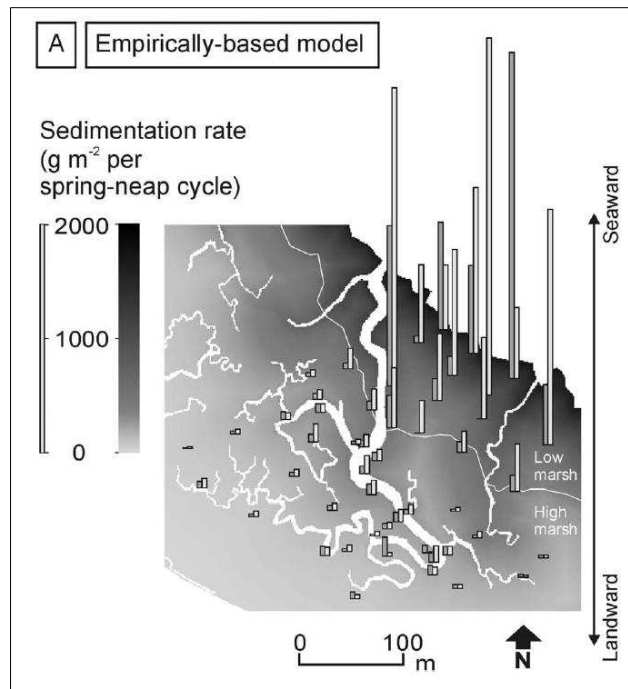 A Empirically-based model
Sedimentation rate
(g m⁻² per
spring-neap cycle)
2000
1000
0
Seaward
Low
marsh
High
marsh
Landward
0 100
m
N